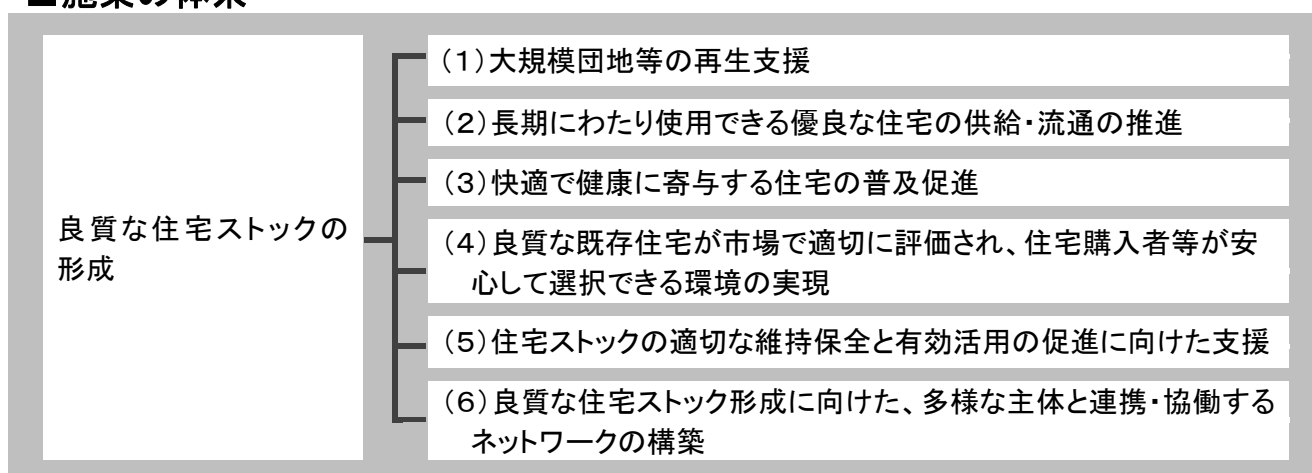 ■施策の体系
良質な住宅ストックの
形成
（１）大規模団地等の再生支援
（２）長期にわたり使用できる優良な住宅の供給・流通の推進
（３）快適で健康に寄与する住宅の普及促進
（４）良質な既存住宅が市場で適切に評価され、住宅購入者等が安
心して選択できる環境の実現
（５）住宅ストックの適切な維持保全と有効活用の促進に向けた支援
（６）良質な住宅ストック形成に向けた、多様な主体と連携・協働する
ネットワークの構築